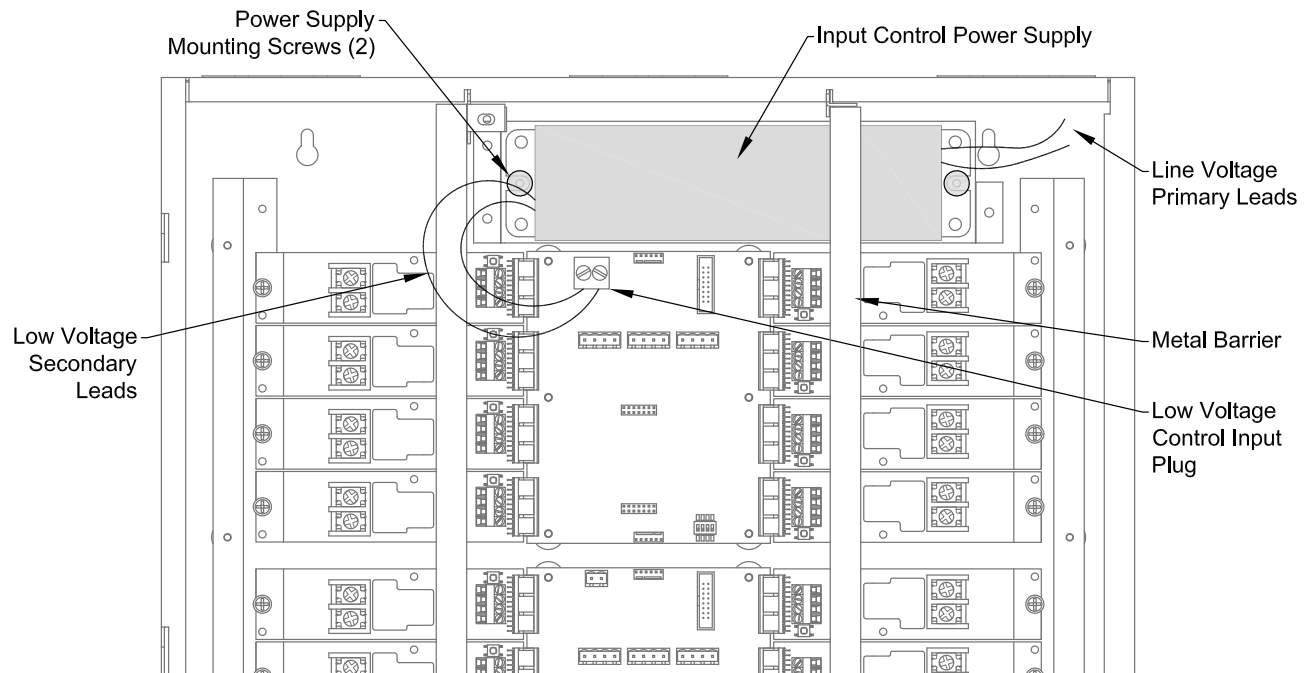 Power Supply
Mounting Screws (2)
Input Control Power Supply
Line Voltage
Primary Leads
Low Voltage
Secondary
Leads
Metal Barrier
Low Voltage
Control Input
Plug